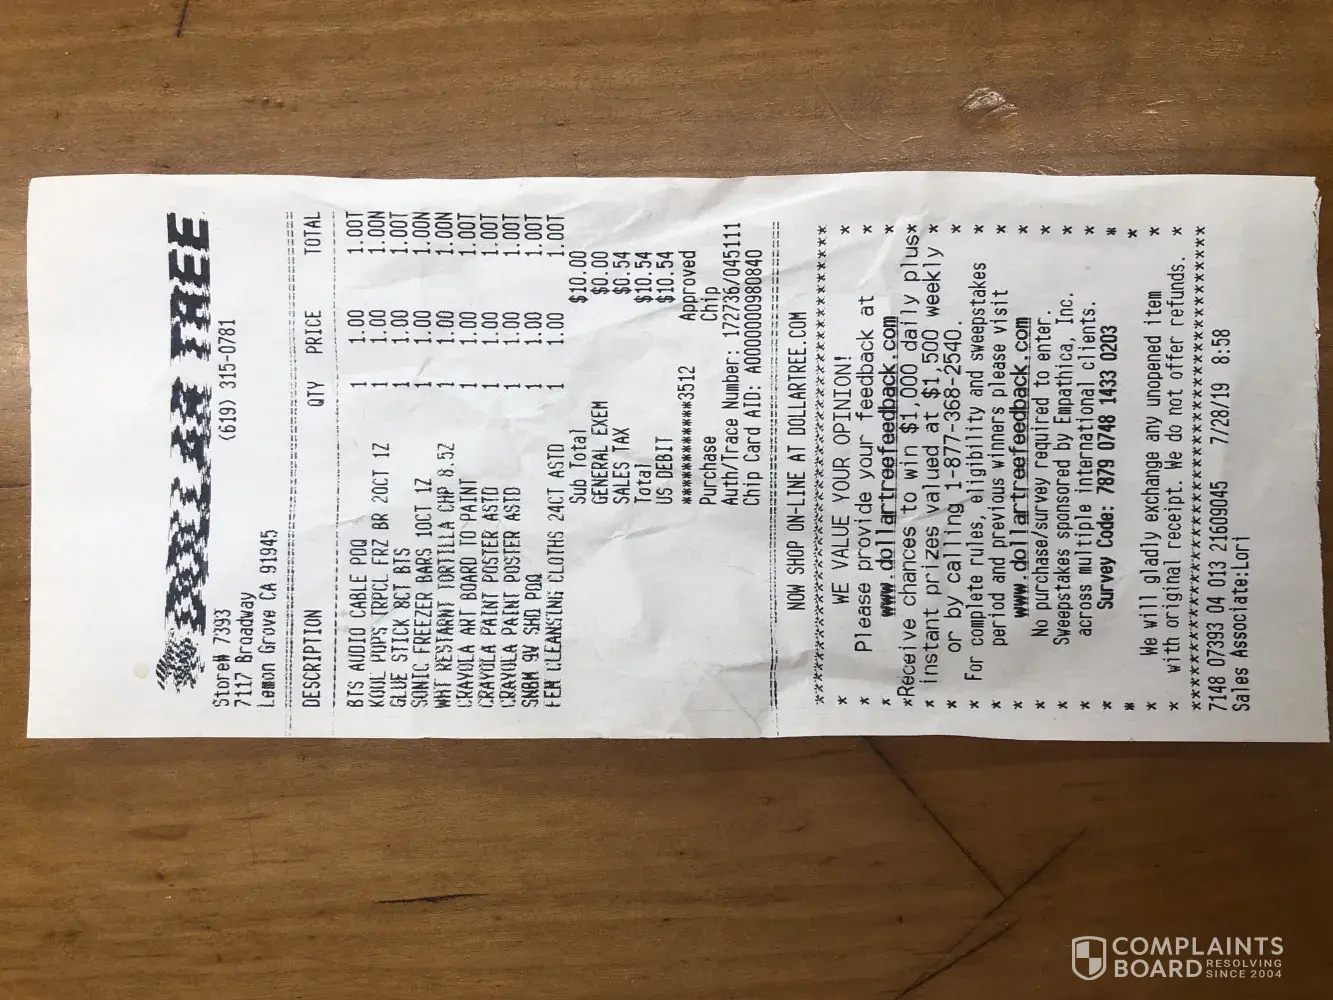 DOLLAR TREE
Store# 7393
7117 Broadway
Lemon Grove CA 91945 (619) 315-0781
DESCRIPTION QTY PRICE TOTAL
BTS AUDIO CABLE PDQ 1 1.00 1.00T
KOOL POPS TRPCL FRZ BR 20CT 1Z 1 1.00 1.00N
GLUE STICK 8CT BTS 1 1.00 1.00T
SONIC FREEZER BARS 10CT 1Z 1 1.00 1.00N
WHT RESTARNT TORTILLA CHP 8.5Z 1 1.00 1.00N
CRAYOLA ART BOARD TO PAINT 1 1.00 1.00T
CRAYOLA PAINT POSTER ASTD 1 1.00 1.00T
CRAYOLA PAINT POSTER ASTD 1 1.00 1.00T
SNBM 9V SHD PDQ 1 1.00 1.00T
FEM CLEANSING CLOTHS 24CT ASTD 1 1.00 1.00T
Sub Total $10.00
GENERAL EXEM $0.00
SALES TAX $0.54
Total $10.54
US DEBIT $10.54
************3512 Approved
Purchase Chip
Auth/Trace Number: 172736/045111
Chip Card AID: A0000000980840
NOW SHOP ON-LINE AT DOLLARTREE.COM
******************************************
* WE VALUE YOUR OPINION! *
* Please provide your feedback at *
* www.dollartreefeedback.com *
*Receive chances to win $1,000 daily plus*
* instant prizes valued at $1,500 weekly *
* or by calling 1-877-368-2540. *
* For complete rules, eligibility and sweepstakes *
* period and previous winners please visit *
* www.dollartreefeedback.com *
* No purchase/survey required to enter. *
* Sweepstakes sponsored by Empathica, Inc. *
* across multiple international clients. *
* Survey Code: 7879 0748 1433 0203 *
* *
* We will gladly exchange any unopened item *
* with original receipt. We do not offer refunds. *
******************************************
7148 07393 04 013 21609045 7/28/19 8:58
Sales Associate:Lori
COMPLAINTS
BOARD RESOLVING
SINCE 2004